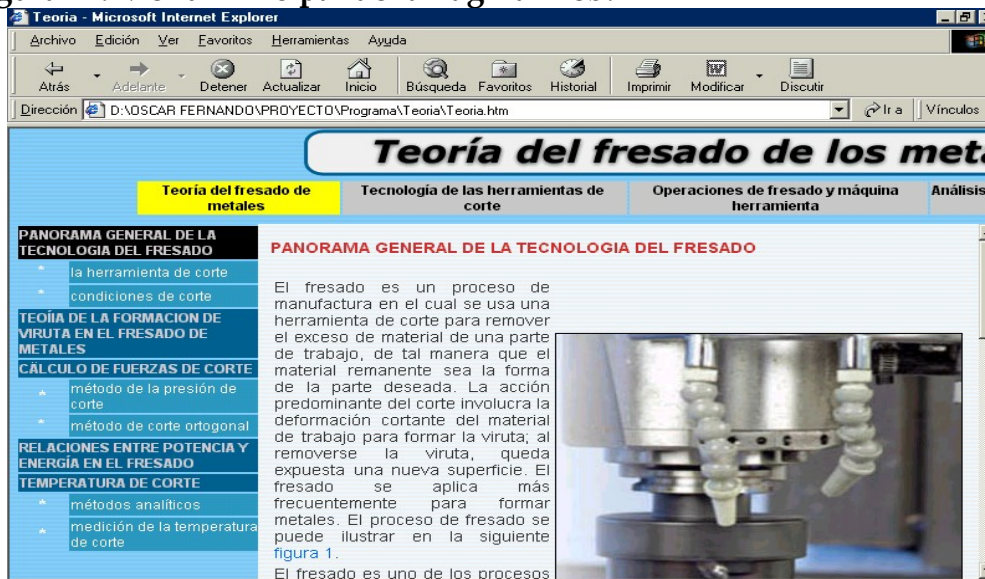 Teoria - Microsoft Internet Explorer
Archivo Edición Ver Favoritos Herramientas Ayuda
Atrás Adelante Detener Actualizar Inicio Búsqueda Favoritos Historial Imprimir Modificar Discutir
Dirección D:\OSCAR FERNANDO\PROYECTO\Programa\Teoria\Teoria.htm Ir a Vínculos
Teoría del fresado de los met
Teoría del fresado de
metales
Tecnología de las herramientas de
corte
Operaciones de fresado y máquina
herramienta
Análisis
PANORAMA GENERAL DE LA
TECNOLOGIA DEL FRESADO
* la herramienta de corte
* condiciones de corte
TEOíIA DE LA FORMACION DE
VIRUTA EN EL FRESADO DE
METALES
CÄLCULO DE FUERZAS DE CORTE
* método de la presión de
corte
* método de corte ortogonal
RELACIONES ENTRE POTENCIA Y
ENERGÍA EN EL FRESADO
TEMPERATURA DE CORTE
* métodos analíticos
* medición de la temperatura
de corte
PANORAMA GENERAL DE LA TECNOLOGIA DEL FRESADO
El fresado es un proceso de
manufactura en el cual se usa una
herramienta de corte para remover
el exceso de material de una parte
de trabajo, de tal manera que el
material remanente sea la forma
de la parte deseada. La acción
predominante del corte involucra la
deformación cortante del material
de trabajo para formar la viruta; al
removerse la viruta, queda
expuesta una nueva superficie. El
fresado se aplica más
frecuentemente para formar
metales. El proceso de fresado se
puede ilustrar en la siguiente
figura 1.
El fresado es uno de los procesos